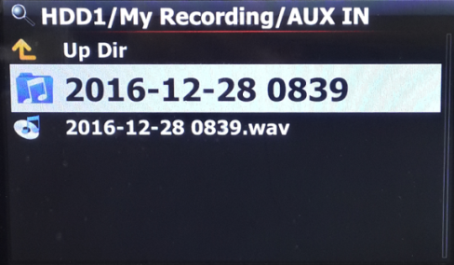 HDD1/My Recording/AUX IN
Up Dir
2016-12-28 0839
2016-12-28 0839.wav